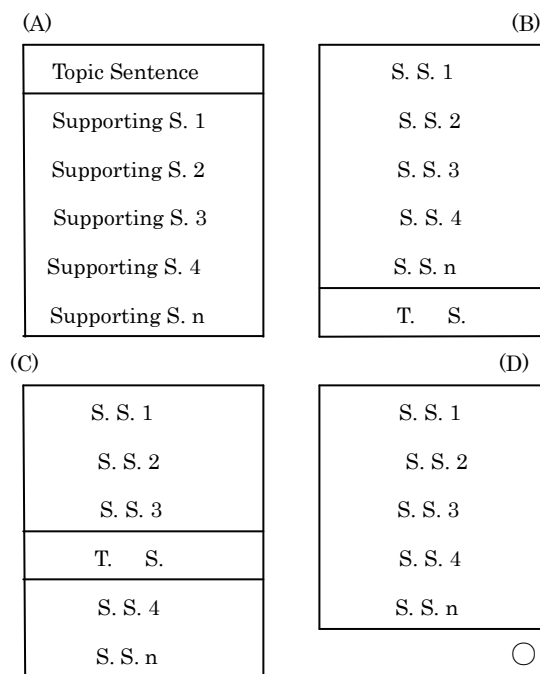 (A)
Topic Sentence
Supporting S. 1
Supporting S. 2
Supporting S. 3
Supporting S. 4
Supporting S. n
(B)
S. S. 1
S. S. 2
S. S. 3
S. S. 4
S. S. n
T. S.
(C)
S. S. 1
S. S. 2
S. S. 3
T. S.
S. S. 4
S. S. n
(D)
S. S. 1
S. S. 2
S. S. 3
S. S. 4
S. S. n